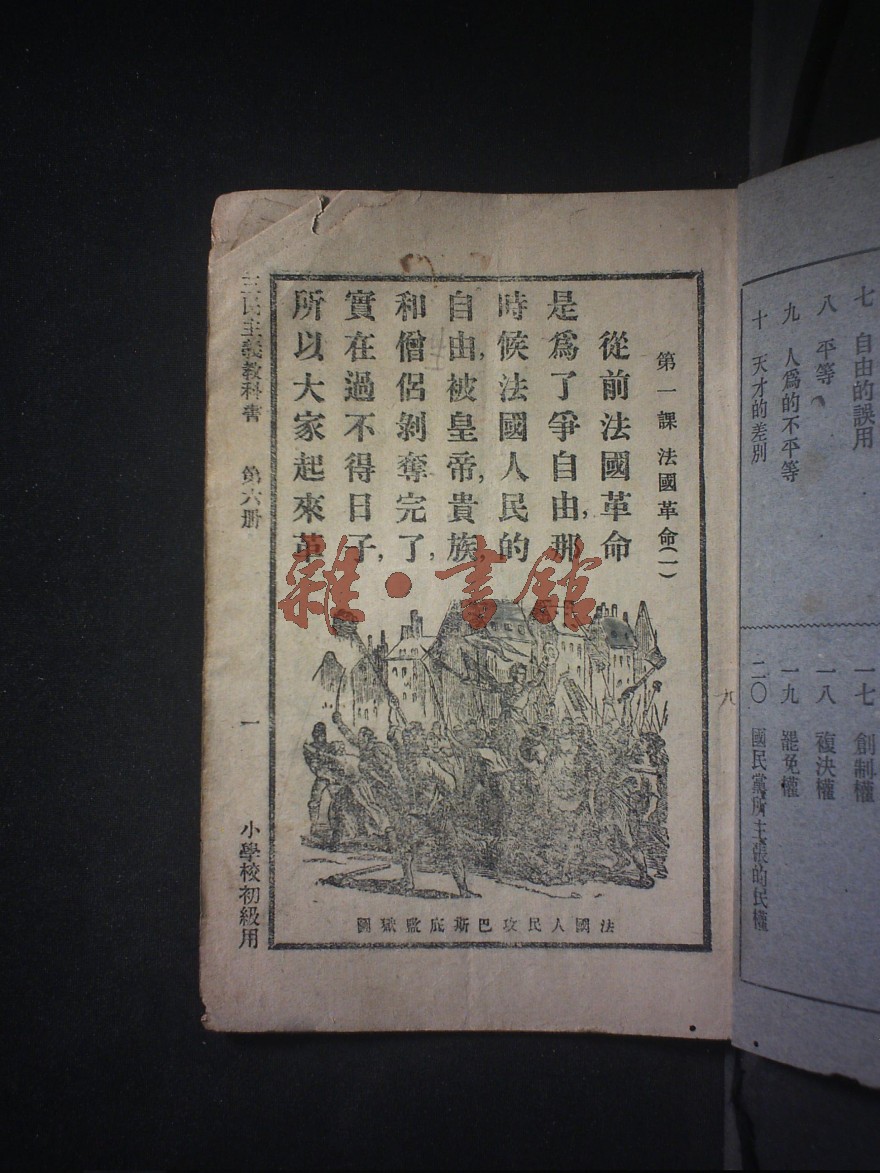 七　自由的誤用
八　平等
九　人爲的不平等
十　天才的差別
一七　創制權
一八　複決權
一九　罷免權
二〇　國民黨所主張的民權
第一課　法國革命(一)
從前法國革命
是爲了爭自由,那
時候法國人民的
自由,被皇帝,貴族,
和僧侶剝奪完了,
實在過不得日子,
所以大家起來革
法國人民攻巴斯底監獄圖
三民主義教科書　第六册　一　小學校初級用
九
雜·書館